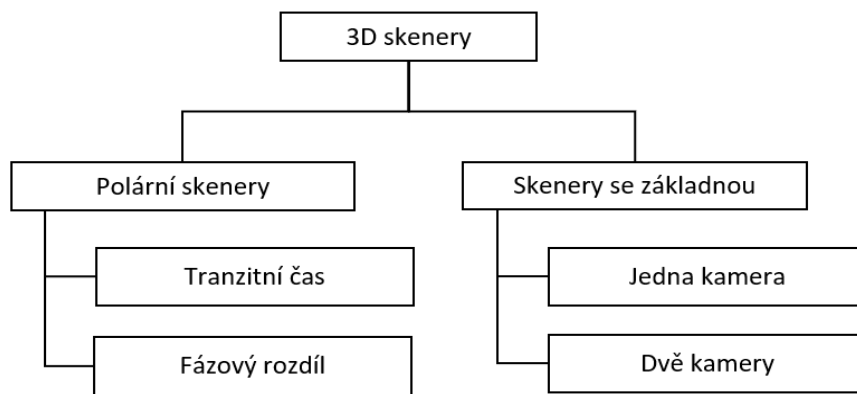 3D skenery
Polární skenery
Skenery se základnou
Tranzitní čas
Jedna kamera
Fázový rozdíl
Dvě kamery